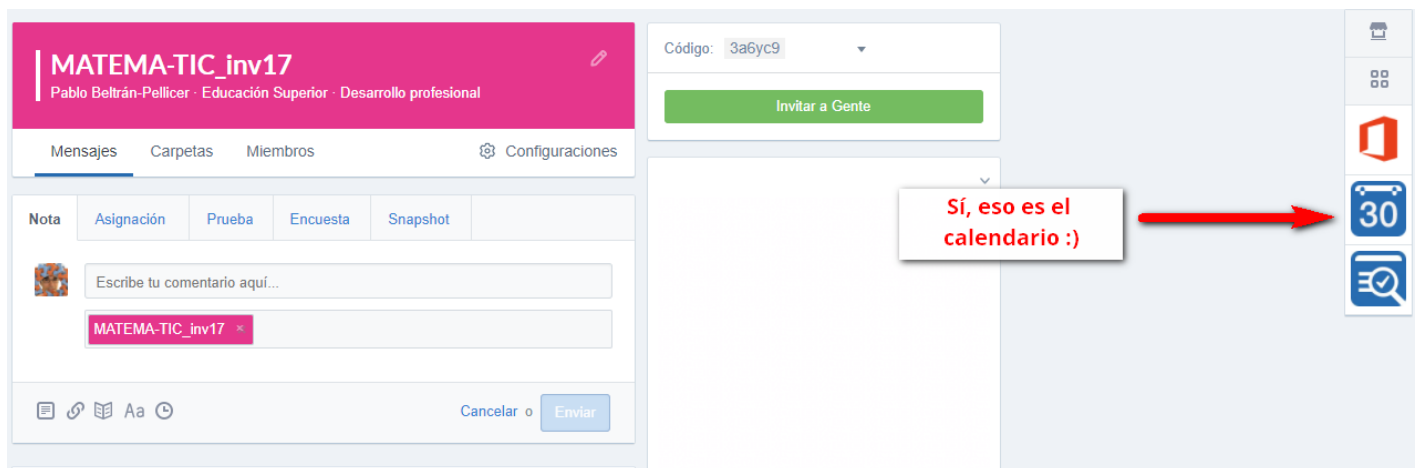 MATEMA-TIC_inv17
Pablo Beltrán-Pellicer · Educación Superior · Desarrollo profesional
Mensajes Carpetas Miembros Configuraciones
Nota Asignación Prueba Encuesta Snapshot
Escribe tu comentario aquí...
MATEMA-TIC_inv17 ×
Aa
Cancelar o Enviar
Código: 3a6yc9
Invitar a Gente
Sí, eso es el
calendario :)
30